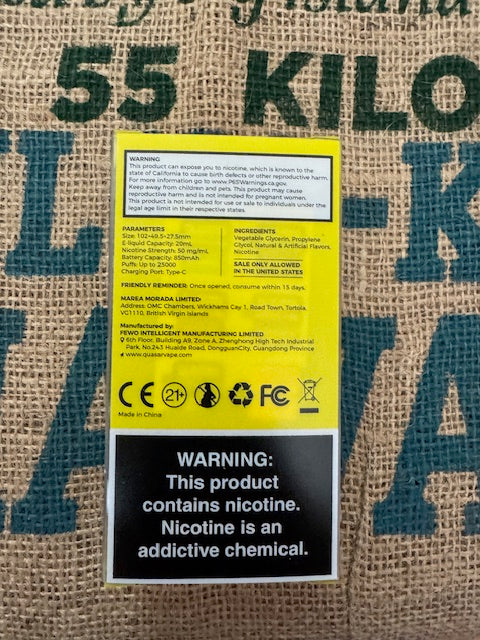 55 KILO
WARNING
This product can expose you to nicotine, which is known to the
state of California to cause birth defects or other reproductive harm.
For more information go to www.P65Warnings.ca.gov.
Keep away from children and pets. This product may cause
reproductive harm and is not intended for pregnant women.
This product is not intended for use or sale to individuals under the
legal age limit in their respective states.
PARAMETERS
Size: 102*49.5*27.5mm
E-liquid Capacity: 20mL
Nicotine Strength: 50 mg/mL
Battery Capacity: 850mAh
Puffs: Up to 25000
Charging Port: Type-C
INGREDIENTS
Vegetable Glycerin, Propylene
Glycol, Natural & Artificial Flavors,
Nicotine
SALE ONLY ALLOWED
IN THE UNITED STATES
FRIENDLY REMINDER: Once opened, consume within 15 days.
MAREA MORADA LIMITED
Address: OMC Chambers, Wickhams Cay 1, Road Town, Tortola,
VC1110, British Virgin Islands
Manufactured by:
FEWO INTELLIGENT MANUFACTURING LIMITED
6th Floor, Building A9, Zone A, Zhenghong High Tech Industrial
Park, No.243 Huaide Road, DongguanCity, Guangdong Province
www.quasarvape.com
CE 21+ FC
Made in China
WARNING:
This product
contains nicotine.
Nicotine is an
addictive chemical.